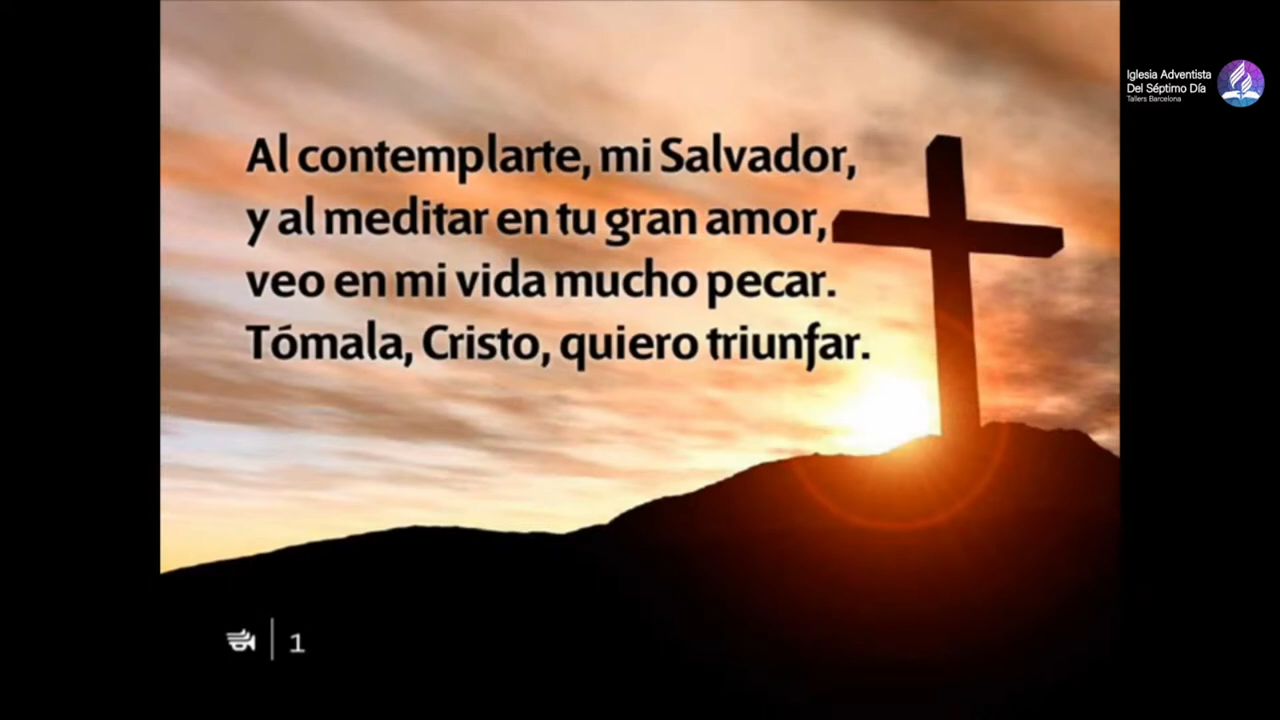 Iglesia Adventista
Del Séptimo Día
Tallers Barcelona
Al contemplarte, mi Salvador,
y al meditar en tu gran amor,
veo en mi vida mucho pecar.
Tómala, Cristo, quiero triunfar.
1